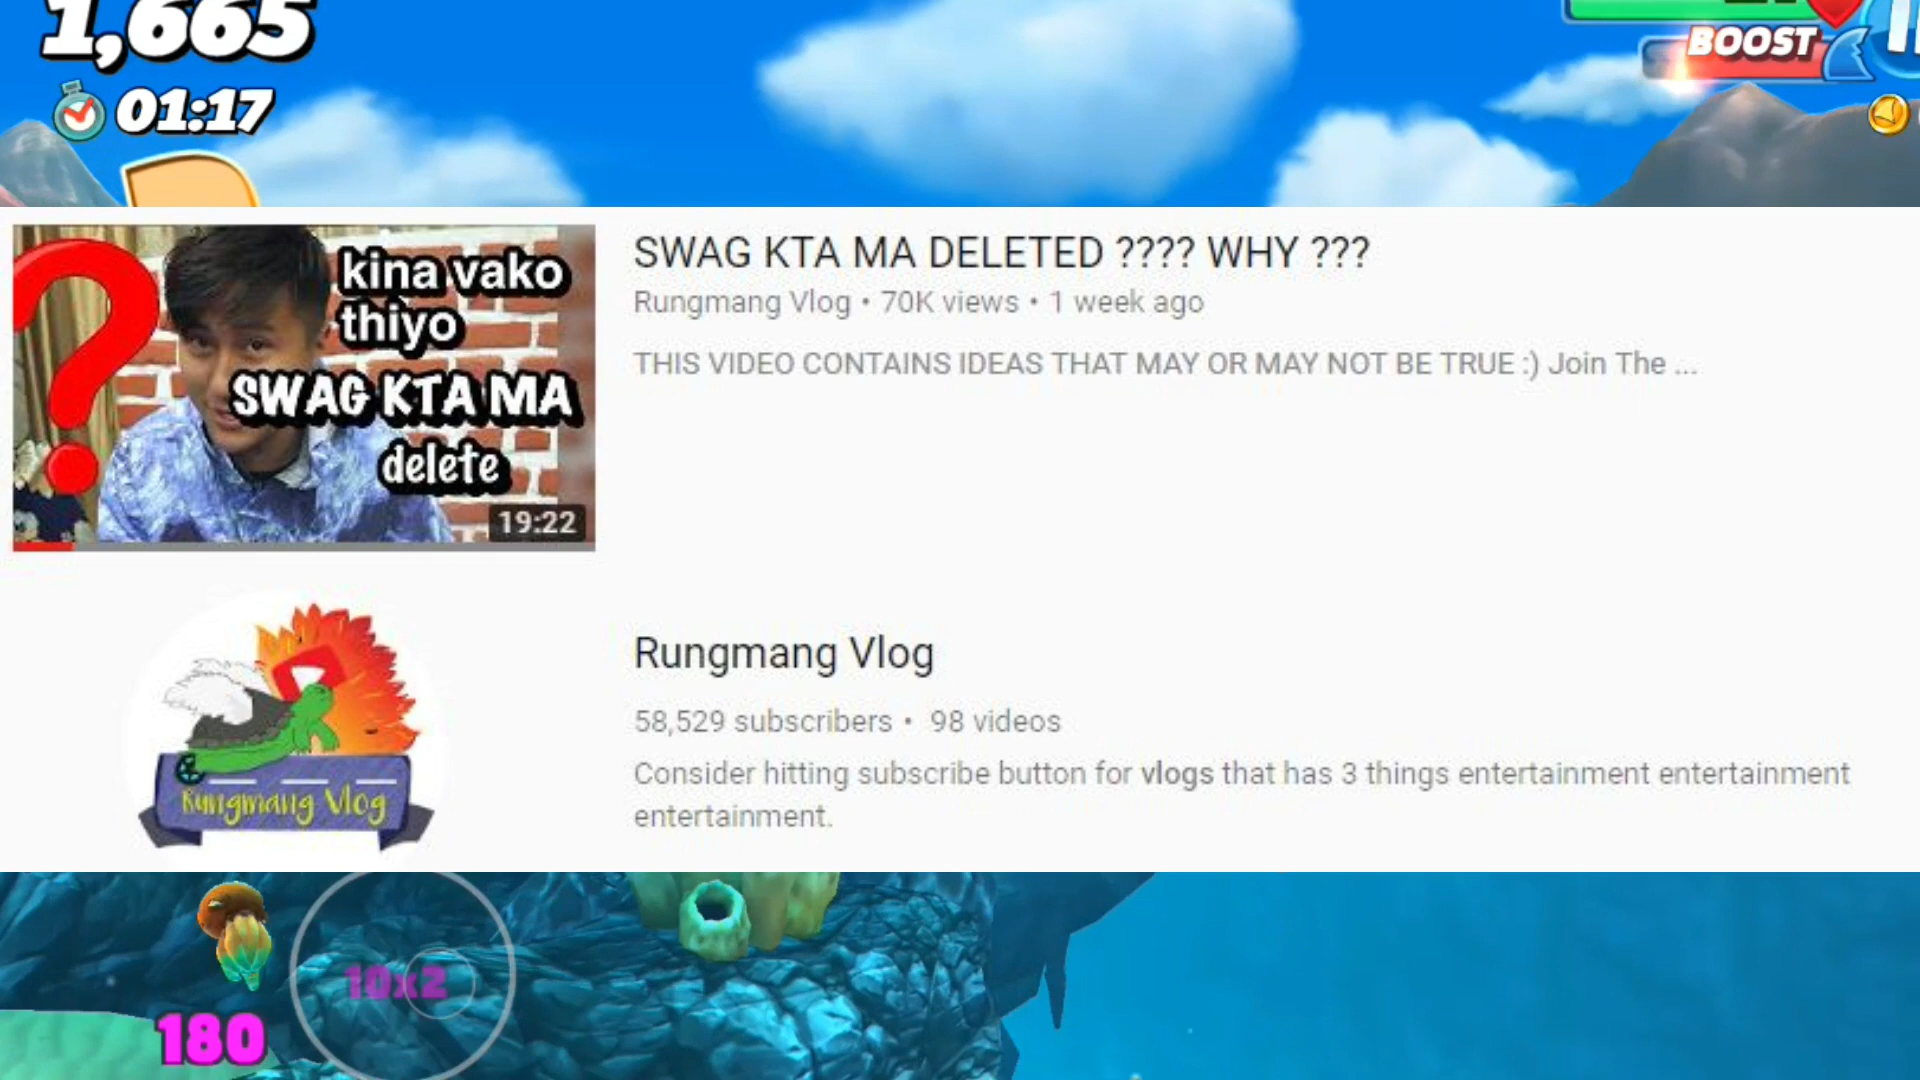 1,665
01:17
BOOST
kina vako
thiyo
SWAG KTA MA
delete
19:22
SWAG KTA MA DELETED ???? WHY ???
Rungmang Vlog • 70K views • 1 week ago
THIS VIDEO CONTAINS IDEAS THAT MAY OR MAY NOT BE TRUE :) Join The ...
Rungmang Vlog
Rungmang Vlog
58,529 subscribers • 98 videos
Consider hitting subscribe button for vlogs that has 3 things entertainment entertainment
entertainment.
10x2
180